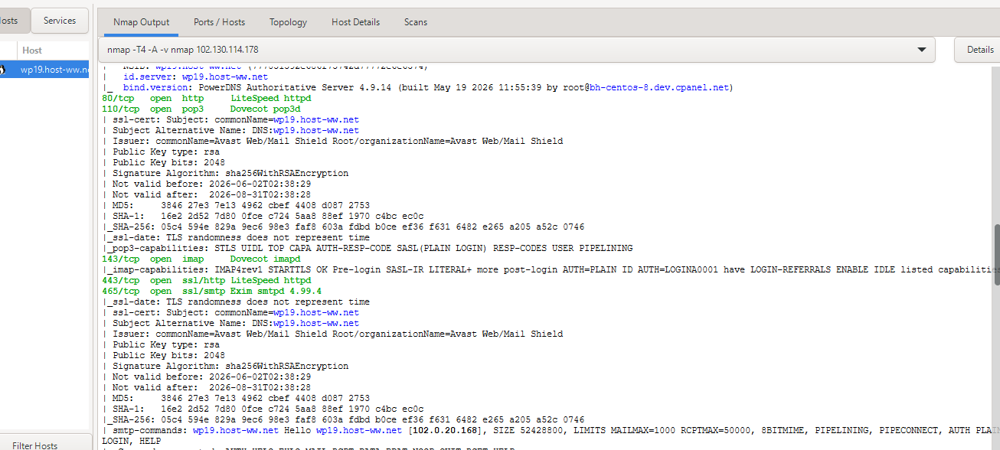 osts
Services
Nmap Output
Ports / Hosts
Topology
Host Details
Scans
Host
nmap -T4 -A -v nmap 102.130.114.178
Details
wp19.host-ww.n
|   id.server: wp19.host-ww.net
|_  bind.version: PowerDNS Authoritative Server 4.9.14 (built May 19 2026 11:55:39 by root@bh-centos-8.dev.cpanel.net)
80/tcp   open  http     LiteSpeed httpd
110/tcp  open  pop3     Dovecot pop3d
| ssl-cert: Subject: commonName=wp19.host-ww.net
| Subject Alternative Name: DNS:wp19.host-ww.net
| Issuer: commonName=Avast Web/Mail Shield Root/organizationName=Avast Web/Mail Shield
| Public Key type: rsa
| Public Key bits: 2048
| Signature Algorithm: sha256WithRSAEncryption
| Not valid before: 2026-06-02T02:38:29
| Not valid after:  2026-08-31T02:38:28
| MD5:     3846 27e3 7e13 4962 cbef 4408 d087 2753
| SHA-1:   16e2 2d52 7d80 0fce c724 5aa8 88ef 1970 c4bc ec0c
|_SHA-256: 05c4 594e 829a 9ec6 98e3 faf8 603a fdbd b0ce ef36 f631 6482 e265 a205 a52c 0746
|_ssl-date: TLS randomness does not represent time
|_pop3-capabilities: STLS UIDL TOP CAPA AUTH-RESP-CODE SASL(PLAIN LOGIN) RESP-CODES USER PIPELINING
143/tcp  open  imap     Dovecot imapd
|_imap-capabilities: IMAP4rev1 STARTTLS OK Pre-login SASL-IR LITERAL+ more post-login AUTH=PLAIN ID AUTH=LOGINA0001 have LOGIN-REFERRALS ENABLE IDLE listed capabilitie
443/tcp  open  ssl/http LiteSpeed httpd
465/tcp  open  ssl/smtp Exim smtpd 4.99.4
|_ssl-date: TLS randomness does not represent time
| ssl-cert: Subject: commonName=wp19.host-ww.net
| Subject Alternative Name: DNS:wp19.host-ww.net
| Issuer: commonName=Avast Web/Mail Shield Root/organizationName=Avast Web/Mail Shield
| Public Key type: rsa
| Public Key bits: 2048
| Signature Algorithm: sha256WithRSAEncryption
| Not valid before: 2026-06-02T02:38:29
| Not valid after:  2026-08-31T02:38:28
| MD5:     3846 27e3 7e13 4962 cbef 4408 d087 2753
| SHA-1:   16e2 2d52 7d80 0fce c724 5aa8 88ef 1970 c4bc ec0c
|_SHA-256: 05c4 594e 829a 9ec6 98e3 faf8 603a fdbd b0ce ef36 f631 6482 e265 a205 a52c 0746
| smtp-commands: wp19.host-ww.net Hello wp19.host-ww.net [102.0.20.168], SIZE 52428800, LIMITS MAILMAX=1000 RCPTMAX=50000, 8BITMIME, PIPELINING, PIPECONNECT, AUTH PLAI
LOGIN, HELP
Filter Hosts